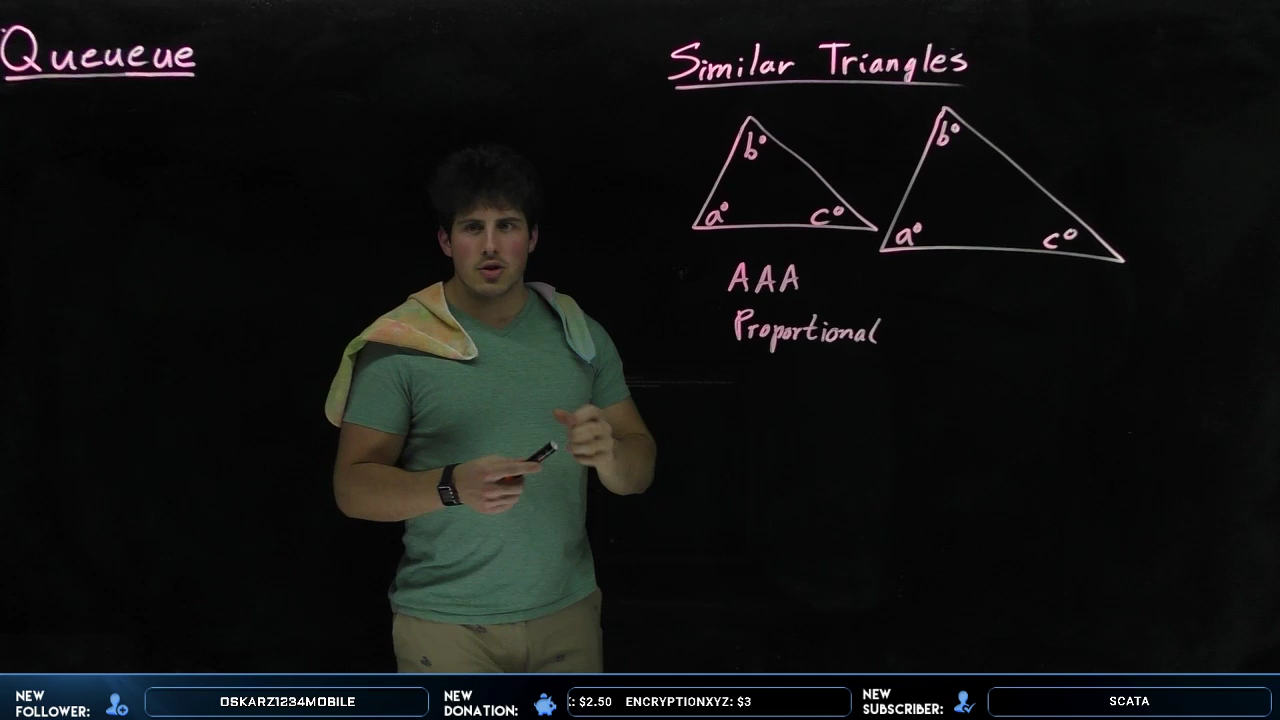 Queueue
Similar Triangles
b°
a°
c°
b°
a°
c°
AAA
Proportional
NEW FOLLOWER:
OSKARZ1234MOBILE
NEW DONATION:
: $2.50 ENCRYPTIONXYZ: $3
NEW SUBSCRIBER:
SCATA